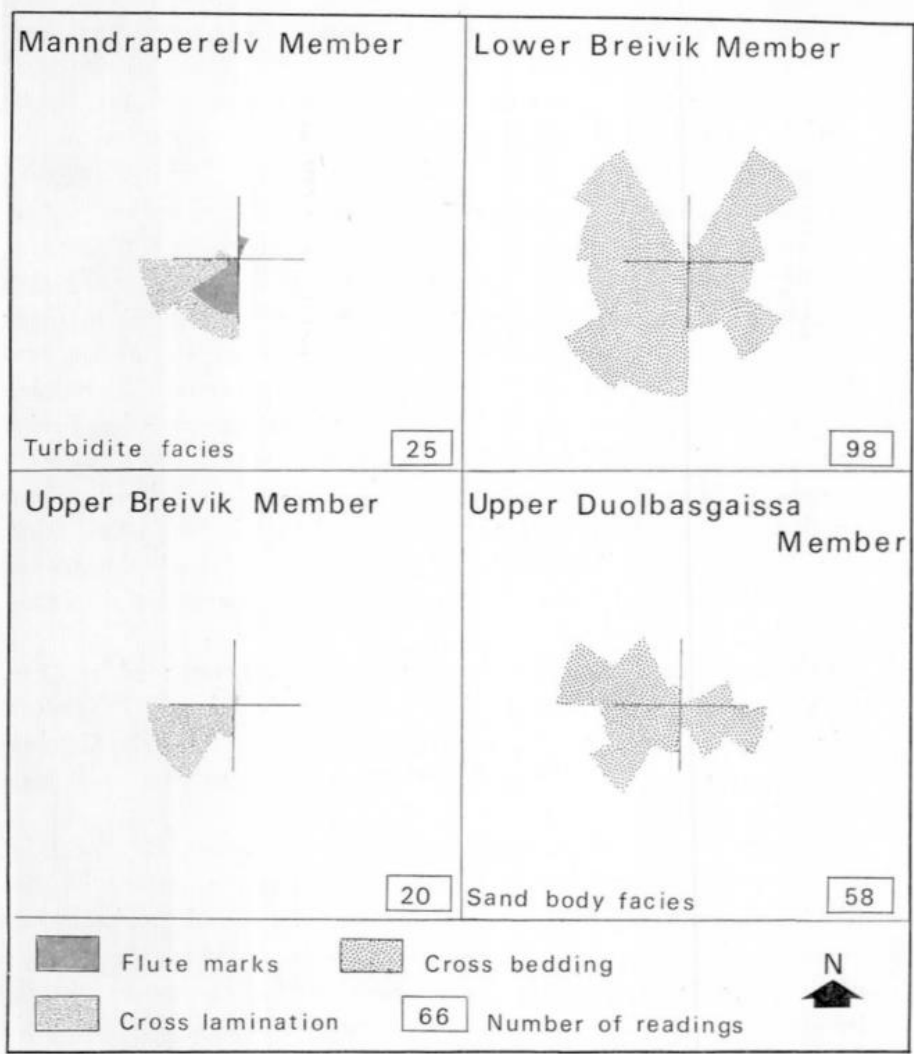 Manndraperelv Member
Lower Breivik Member
Turbidite facies
25
98
Upper Breivik Member
Upper Duolbasgaissa
Member
20
Sand body facies
58
Flute marks
Cross bedding
N
Cross lamination
66
Number of readings